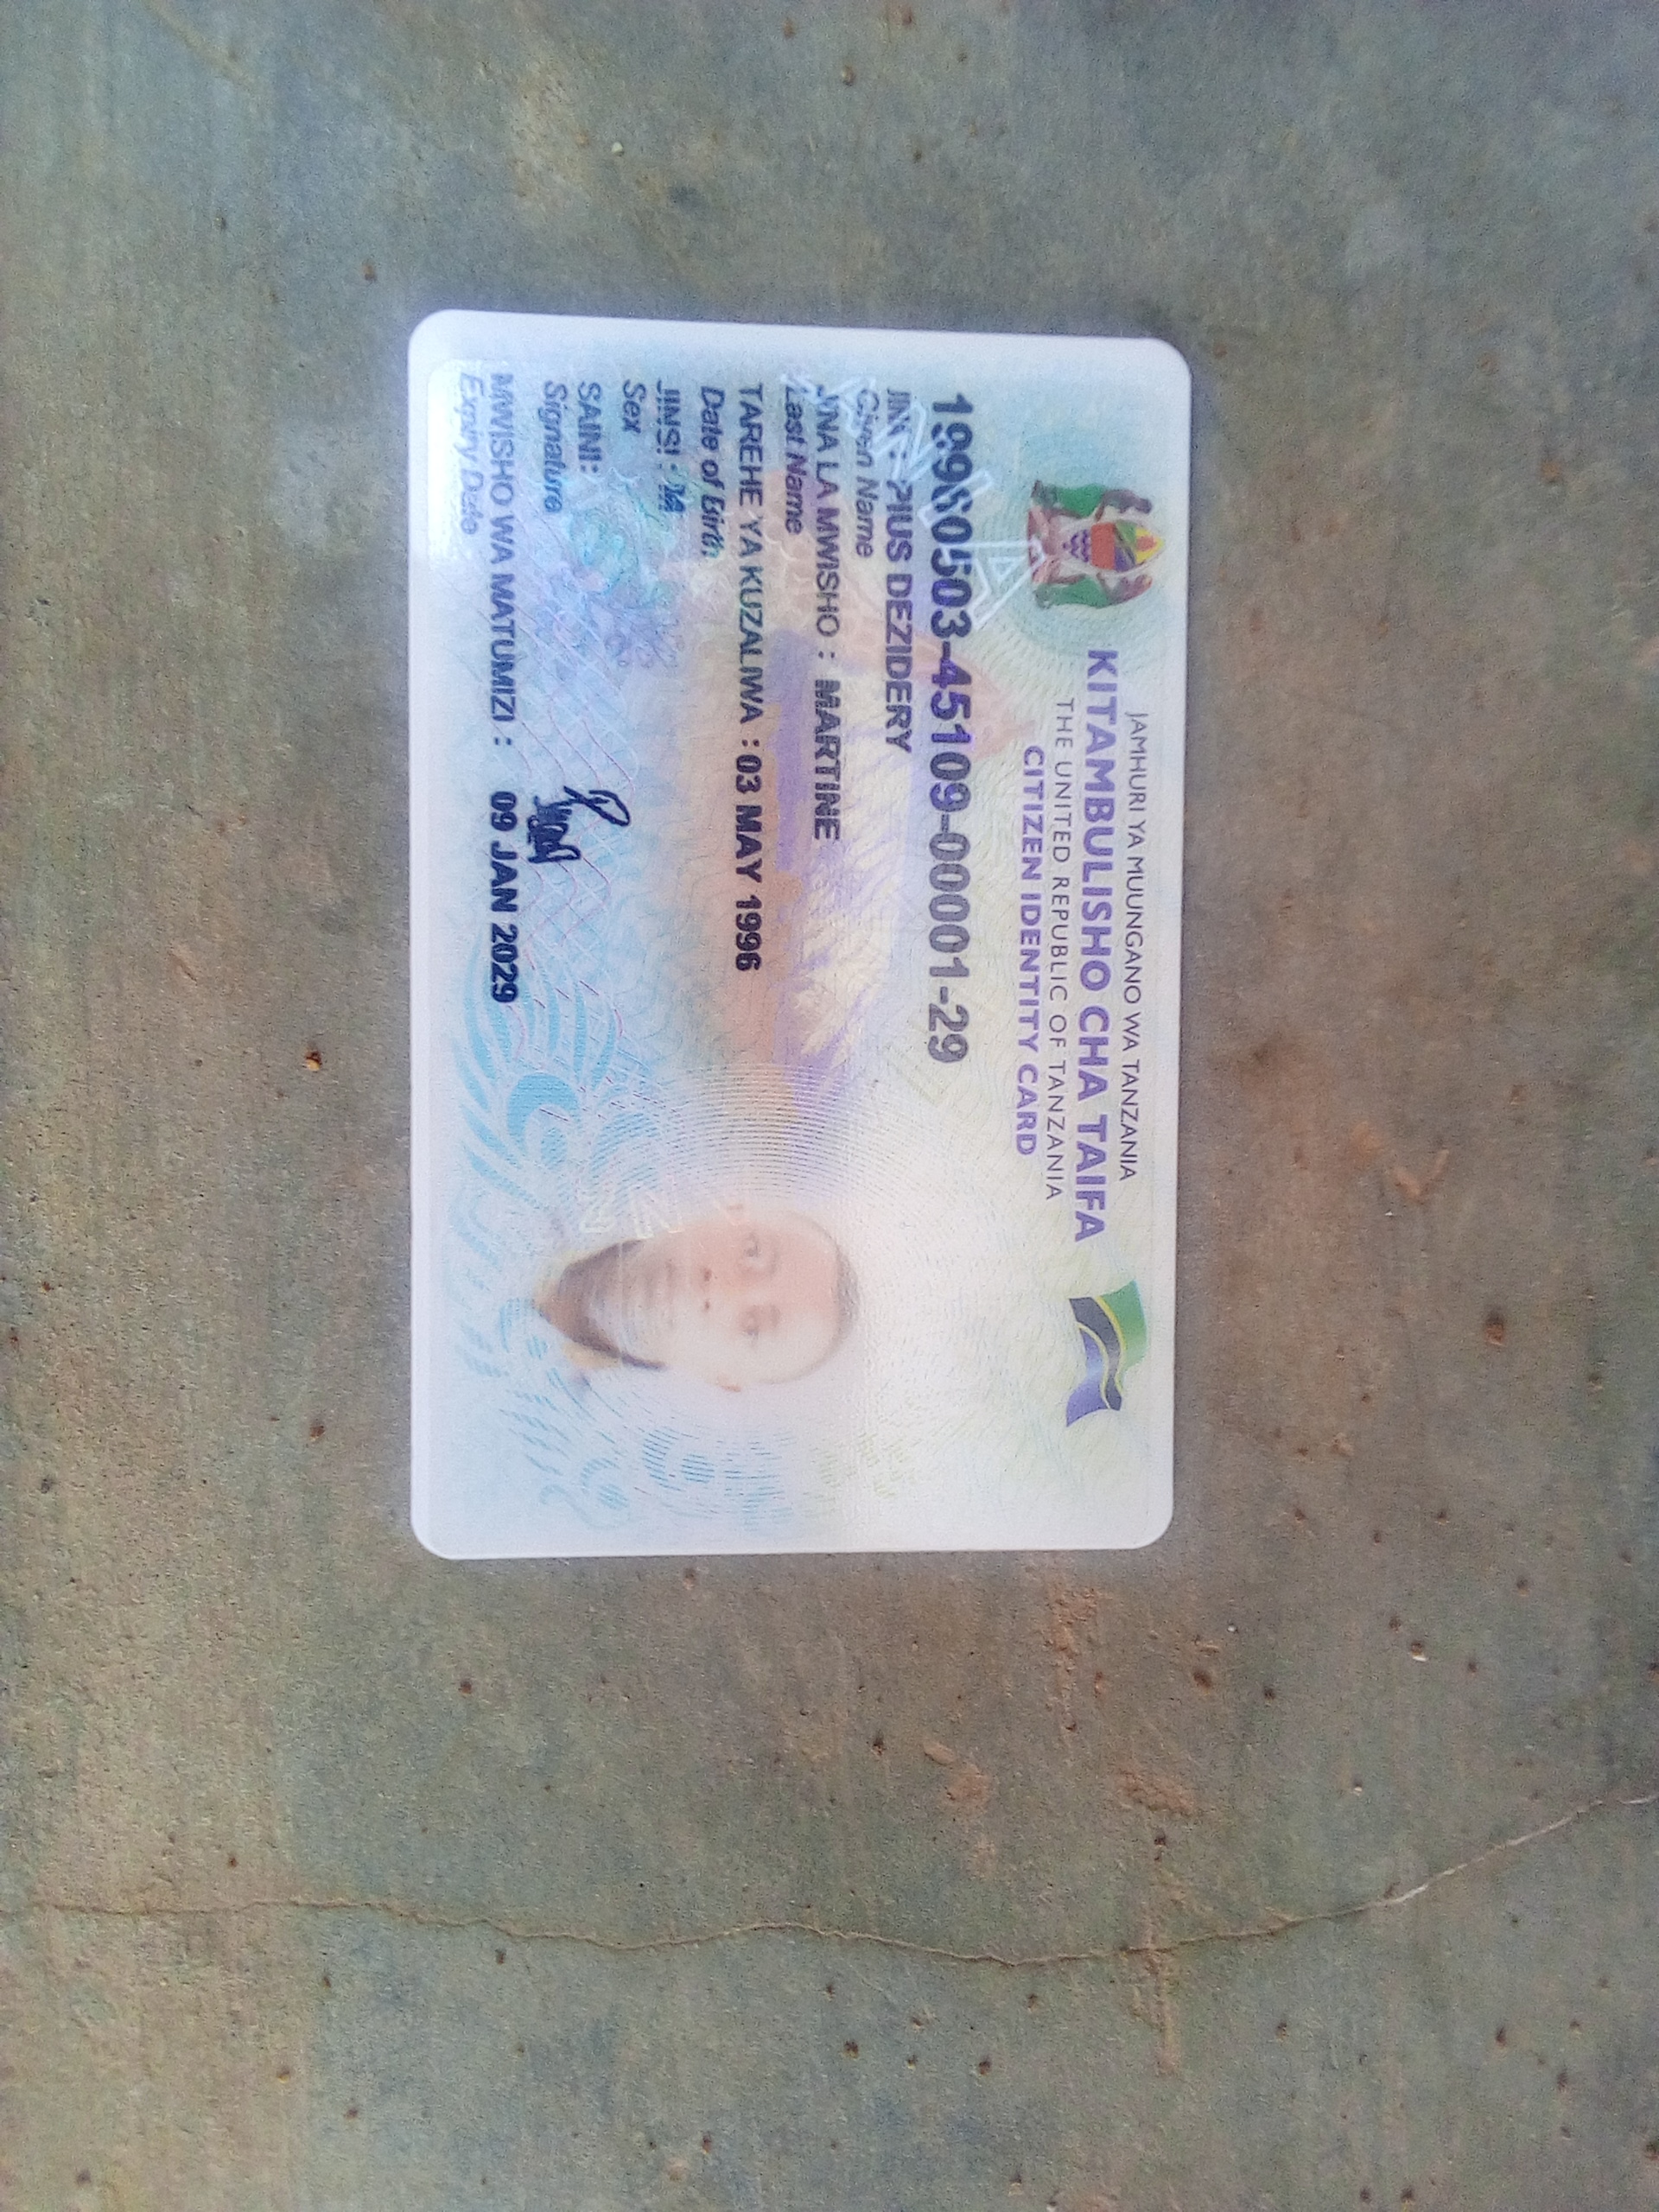 JAMHURI YA MUUNGANO WA TANZANIA
KITAMBULISHO CHA TAIFA
THE UNITED REPUBLIC OF TANZANIA
CITIZEN IDENTITY CARD
19960503-45109-00001-29
JINA: PIUS DEZIDERY
Given Name
JINA LA MWISHO : MARTINE
Last Name
TAREHE YA KUZALIWA : 03 MAY 1996
Date of Birth
JINSI : M
Sex
SAINI:
Signature
MWISHO WA MATUMIZI : 09 JAN 2029
Expiry Date